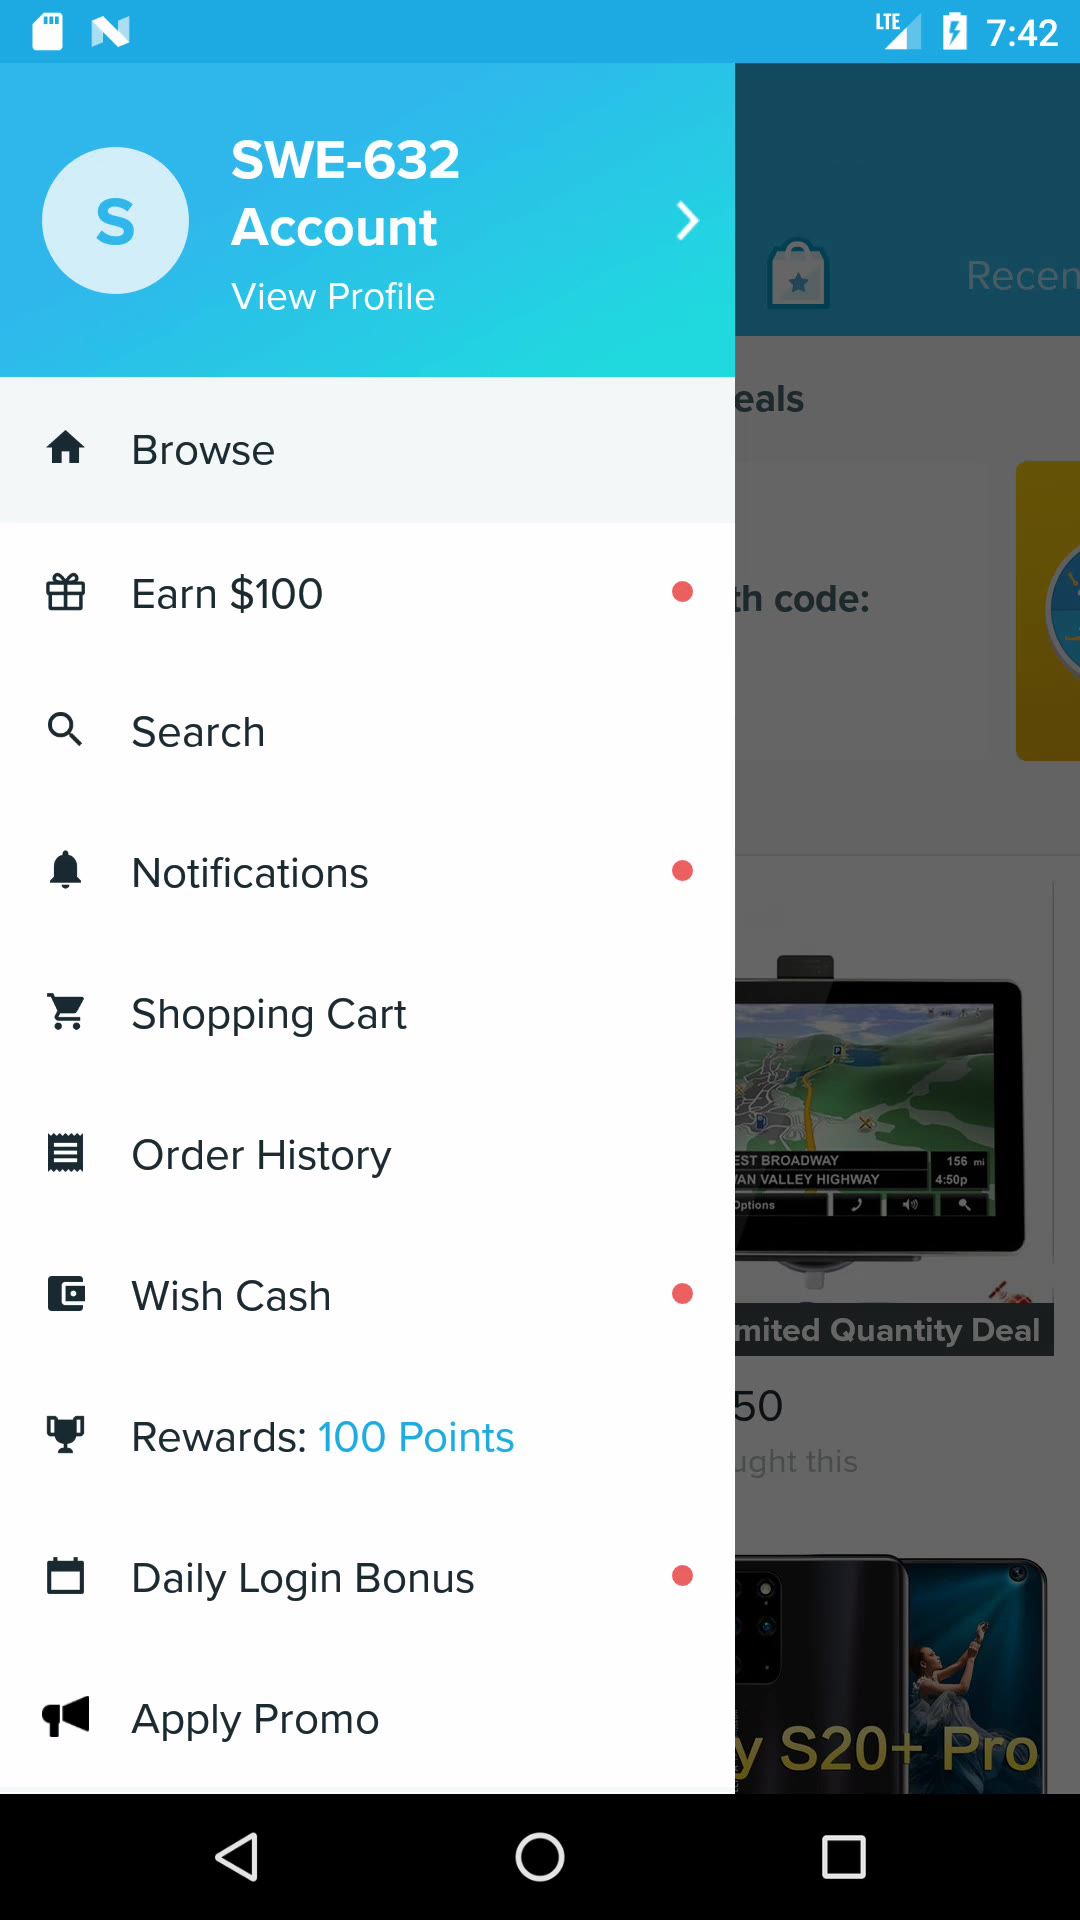 LTE 7:42
S
SWE-632
Account
View Profile
Recen
eals
Browse
Earn $100
th code:
Search
Notifications
Shopping Cart
EST BROADWAY
156 mi
VAN VALLEY HIGHWAY
4:50p
Options
Order History
Wish Cash
mited Quantity Deal
50
Rewards: 100 Points
ught this
Daily Login Bonus
Apply Promo
y S20+ Pro